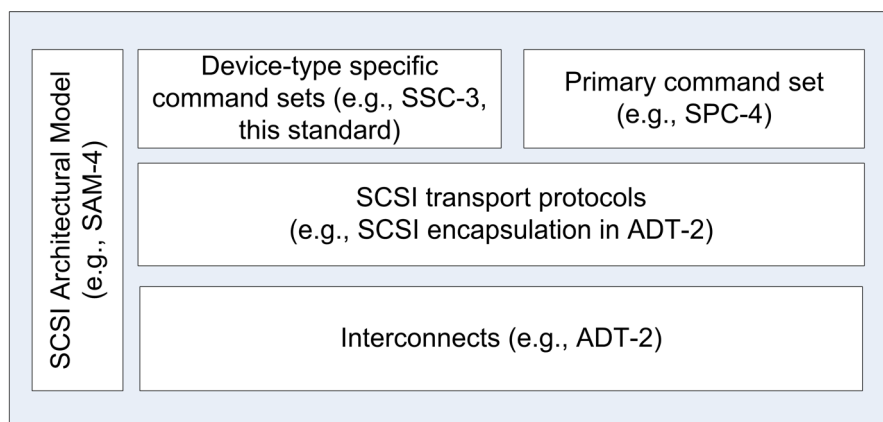 SCSI Architectural Model
(e.g., SAM-4)
Device-type specific
command sets (e.g., SSC-3,
this standard)
Primary command set
(e.g., SPC-4)
SCSI transport protocols
(e.g., SCSI encapsulation in ADT-2)
Interconnects (e.g., ADT-2)